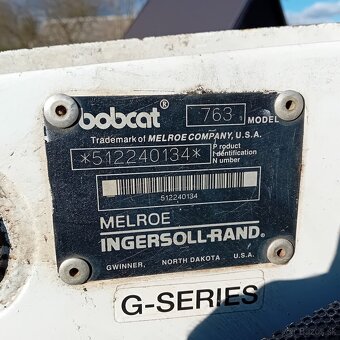 bobcat® 763 MODEL
Trademark of MELROE COMPANY, U.S.A.
*512240134* Product Identification Number
512240134
MELROE
INGERSOLL-RAND®
GWINNER, NORTH DAKOTA U.S.A.
G-SERIES